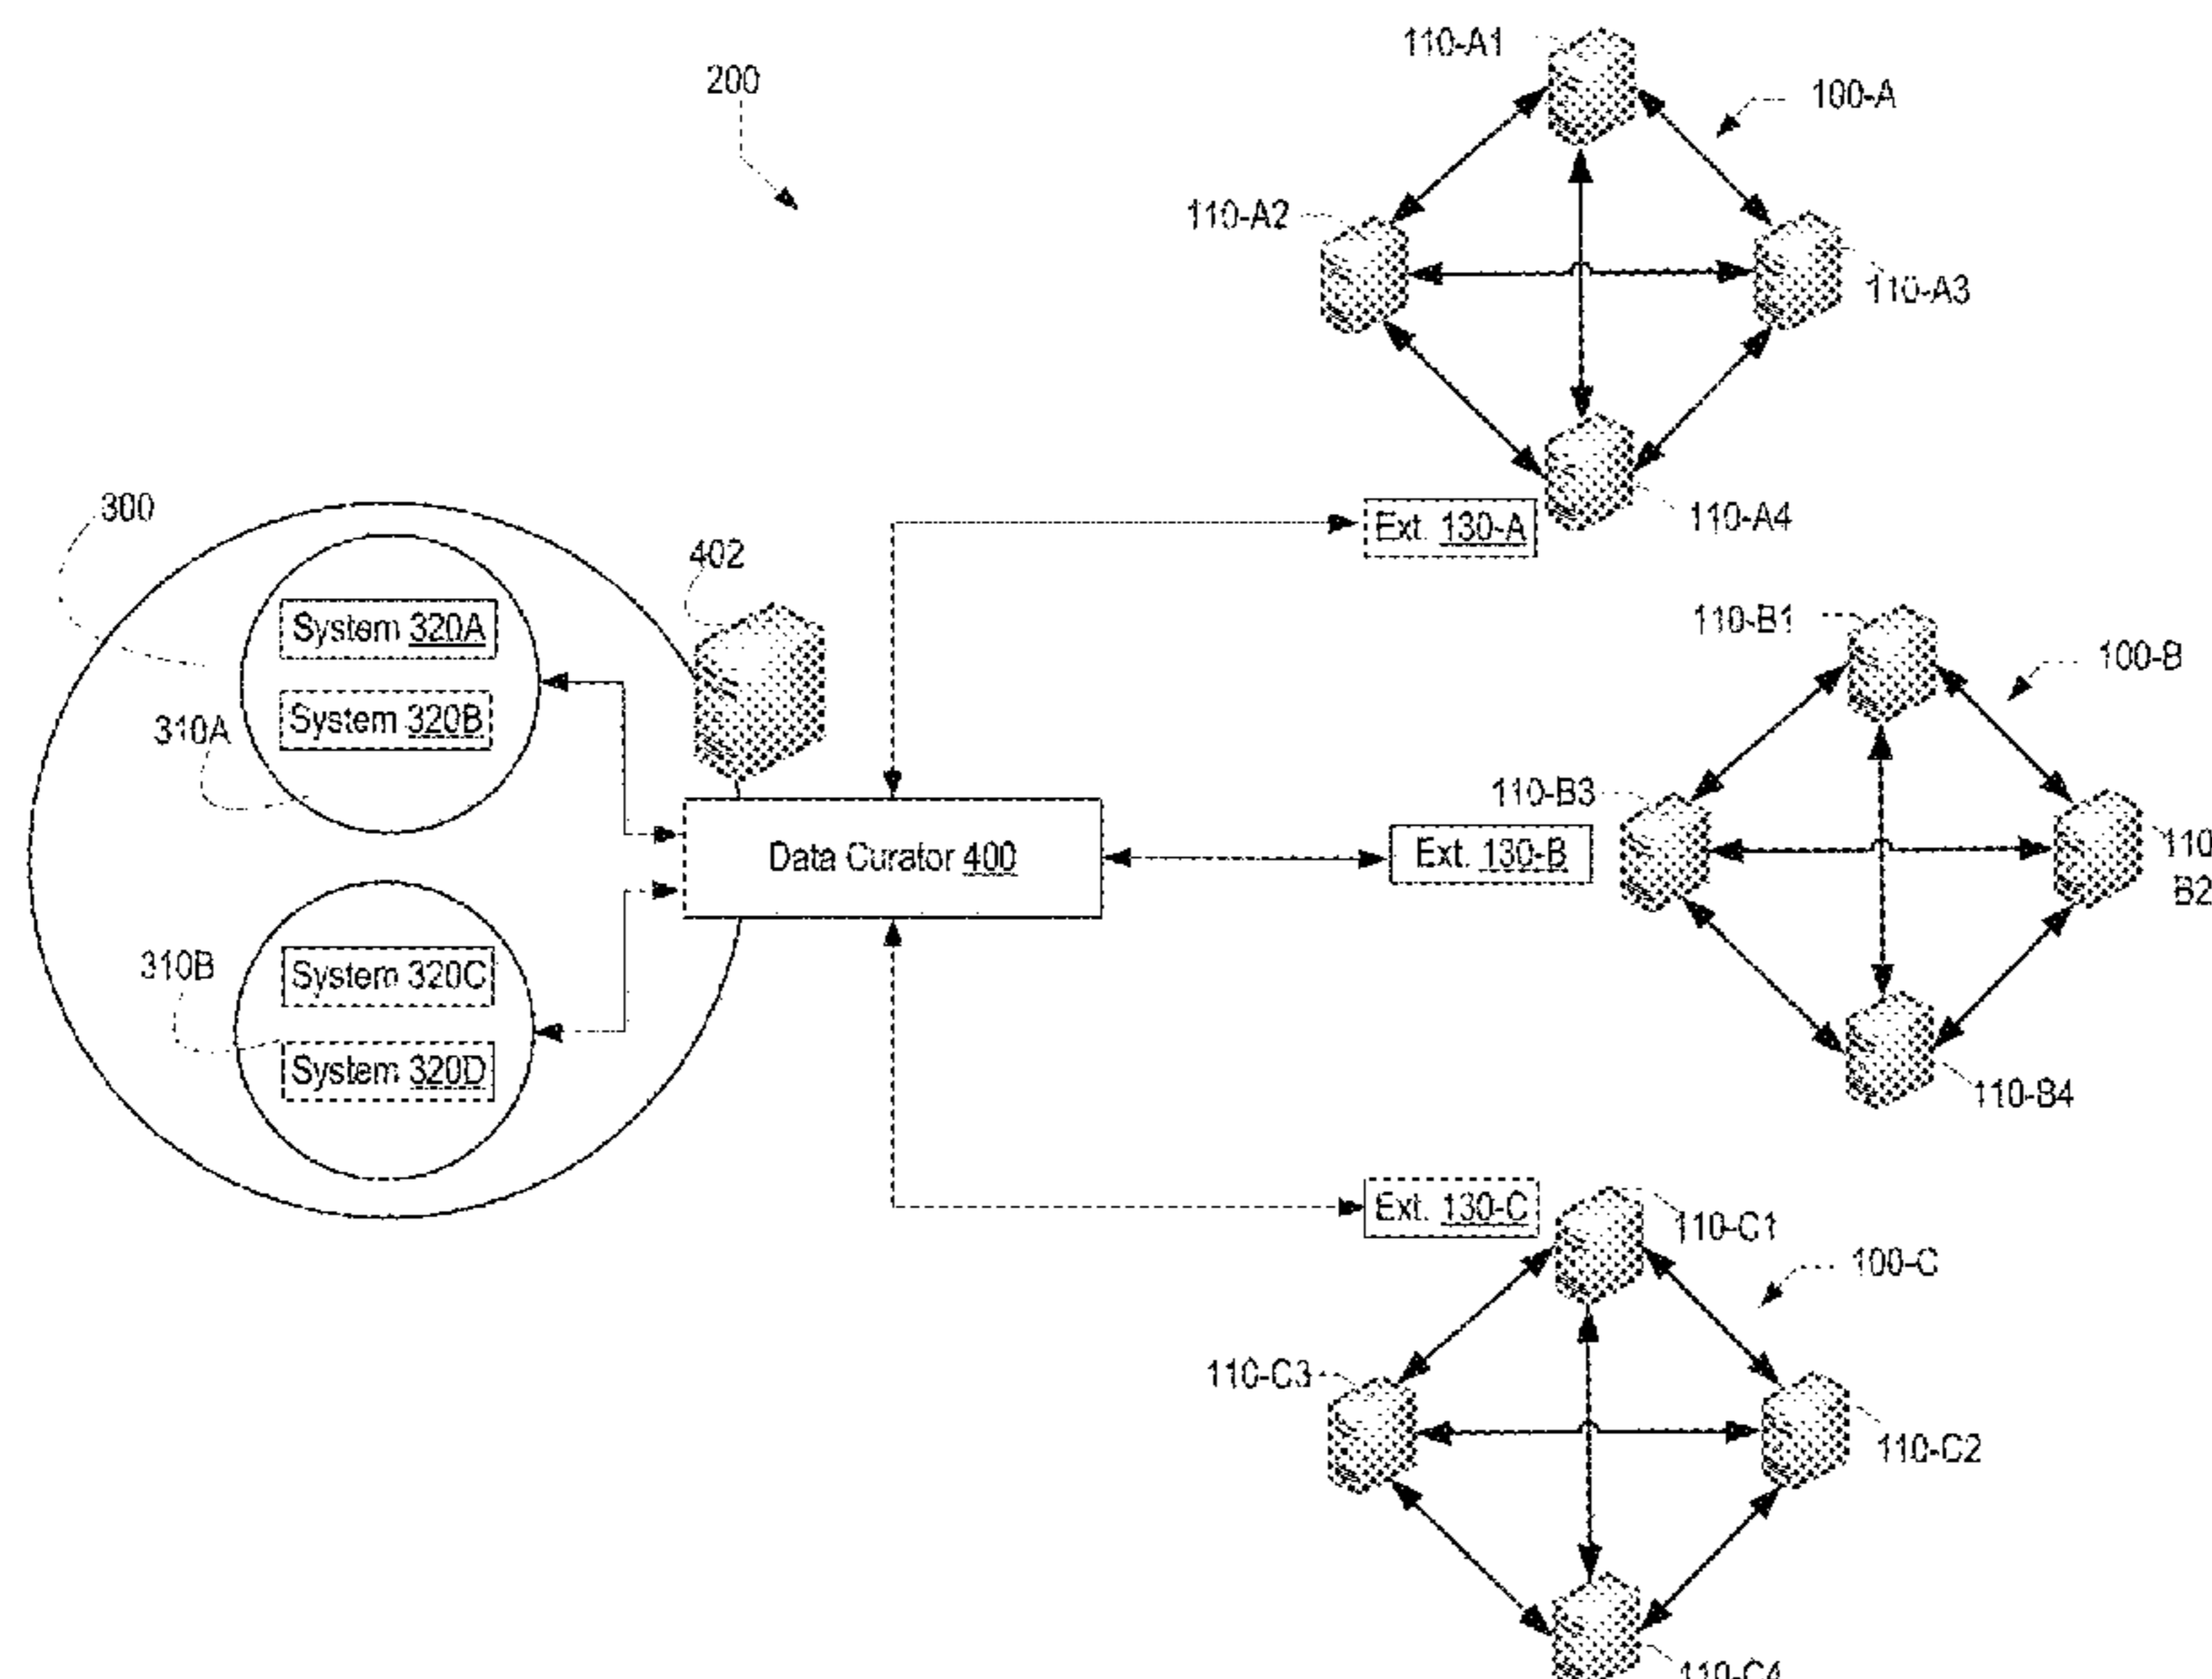 110-A1
100-A
200
110-A2
110-A3
300
110-A4
Ext. 130-A
402
System 320A
110-B1
100-B
System 320B
310A
110-B3
Data Curator 400
Ext. 130-B
110
B2
310B
System 320C
System 320D
110-B4
Ext. 130-C
110-C1
100-C
110-C3
110-C2
110-C4